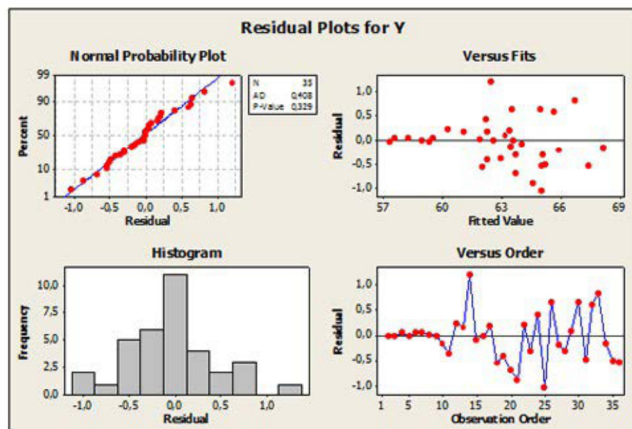 Residual Plots for Y
Normal Probability Plot
99
90
50
10
1
Percent
-1,0 -0,5 0,0 0,5 1,0
Residual
N 35
AD 0,408
P-Value 0,329
Versus Fits
1,0
0,5
0,0
-0,5
-1,0
Residual
57 60 63 66 69
Fitted Value
Histogram
10,0
7,5
5,0
2,5
0,0
Frequency
-1,0 -0,5 0,0 0,5 1,0
Residual
Versus Order
1,0
0,5
0,0
-0,5
-1,0
Residual
1 5 10 15 20 25 30 35
Observation Order